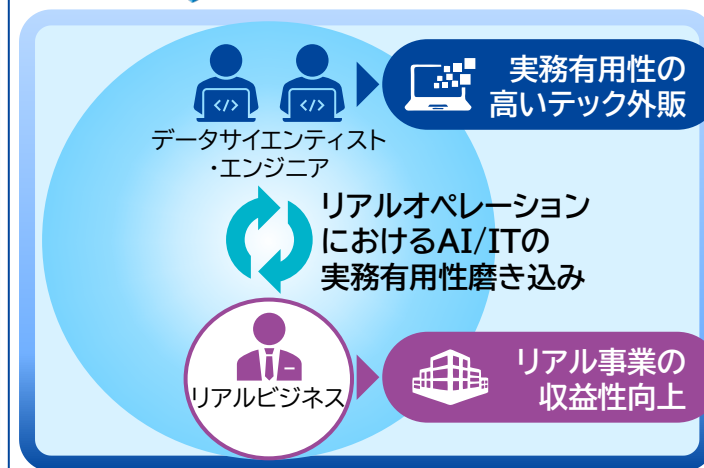 </>
</>
実務有用性の
高いテック外販
データサイエンティスト
・エンジニア
リアルオペレーション
におけるAI/ITの
実務有用性磨き込み
リアルビジネス
リアル事業の
収益性向上